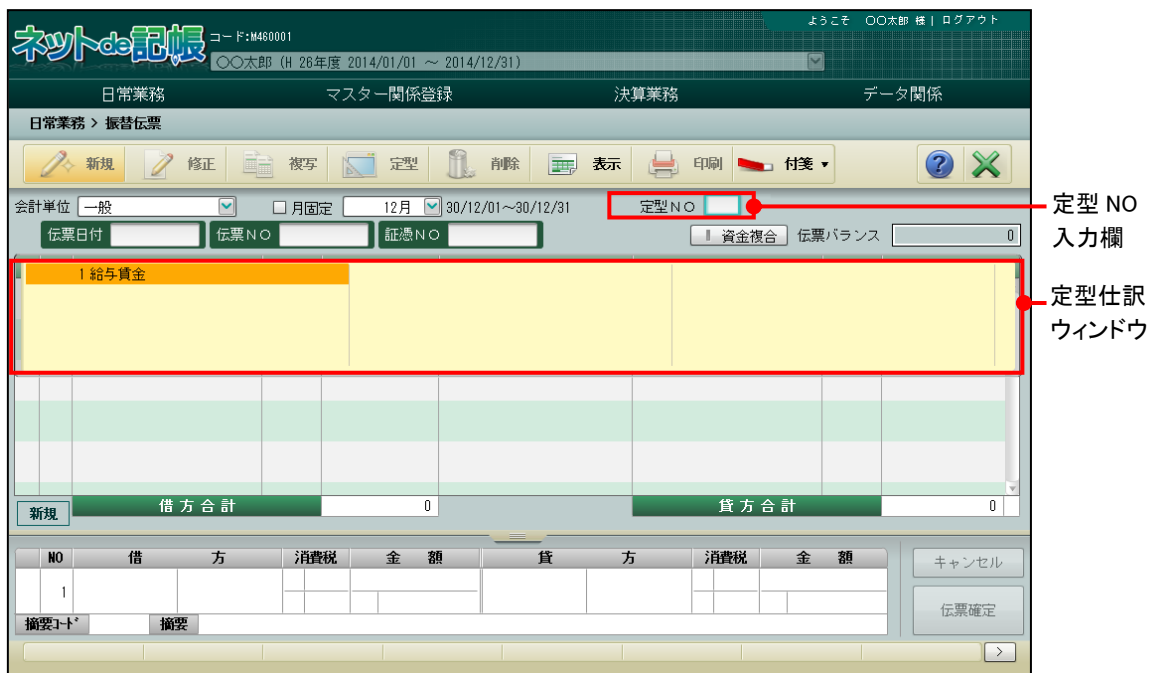 ようこそ ○○太郎 様| ログアウト
ネットde記帳 コード:M460001
○○太郎 (H 26年度 2014/01/01 ～ 2014/12/31)
日常業務 マスター関係登録 決算業務 データ関係
日常業務 > 振替伝票
新規 修正 複写 定型 削除 表示 印刷 付箋 ▼ ?
会計単位 一般 月固定 12月 30/12/01～30/12/31 定型NO
伝票日付 伝票NO 証憑NO 資金複合 伝票バランス 0
定型 NO
入力欄
1 給与賃金
定型仕訳
ウィンドウ
新規 借方合計 0 貸方合計 0
NO 借 方 消費税 金 額 貸 方 消費税 金 額
キャンセル
1
伝票確定
摘要ｺｰﾄﾞ 摘要
>